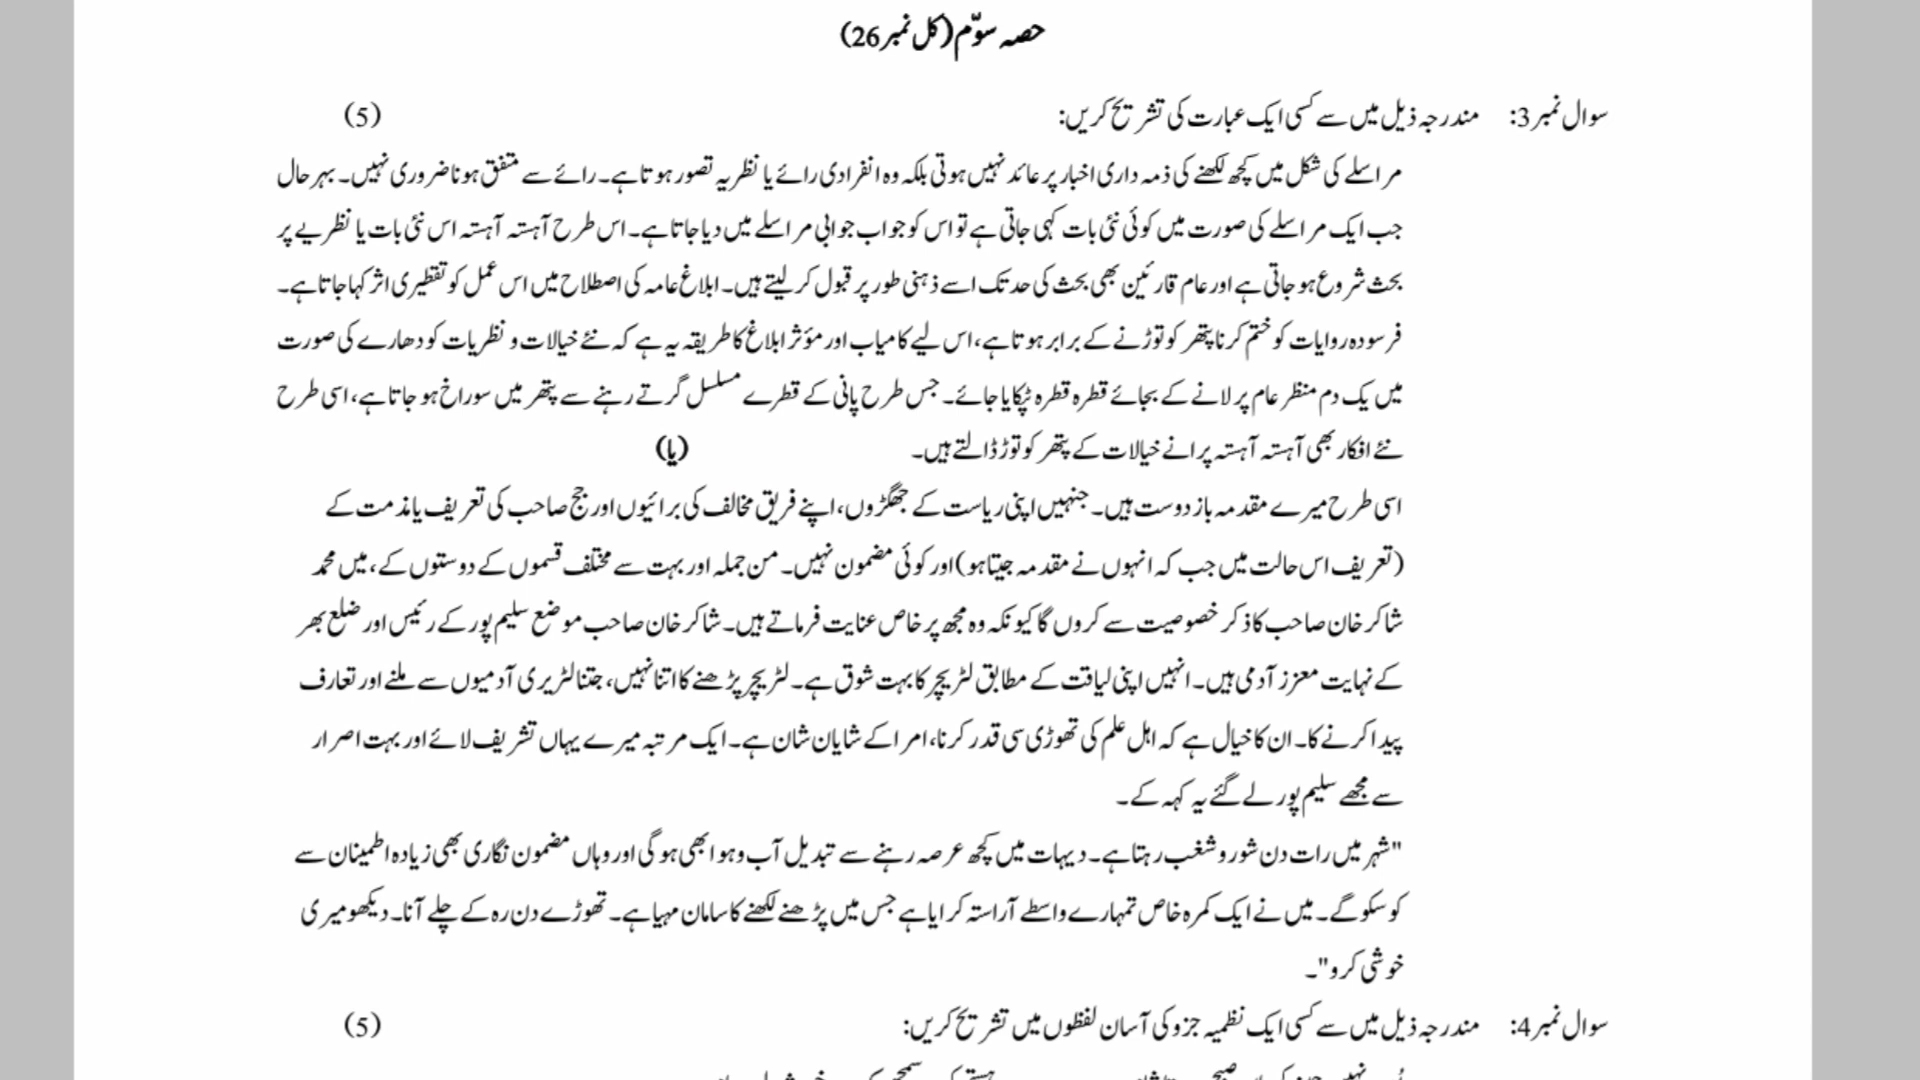 حصہ سوّم (کل نمبر 26)
سوال نمبر 3: مندرجہ ذیل میں سے کسی ایک عبارت کی تشریح کریں: (5)
مراسلے کی شکل میں کچھ لکھنے کی ذمہ داری اخبار پر عائد نہیں ہوتی بلکہ وہ انفرادی رائے یا نظریہ تصور ہوتا ہے۔ رائے سے متفق ہونا ضروری نہیں۔ بہر حال
جب ایک مراسلے کی صورت میں کوئی نئی بات کہی جاتی ہے تو اس کو جواب جوابی مراسلے میں دیا جاتا ہے۔ اس طرح آہستہ آہستہ اس نئی بات یا نظریے پر
بحث شروع ہو جاتی ہے اور عام قارئین بھی بحث کی حد تک اسے ذہنی طور پر قبول کر لیتے ہیں۔ ابلاغ عامہ کی اصطلاح میں اس عمل کو تقطیری اثر کہا جاتا ہے۔
فرسودہ روایات کو ختم کرنا پتھر کو توڑنے کے برابر ہوتا ہے، اس لیے کامیاب اور مؤثر ابلاغ کا طریقہ یہ ہے کہ نئے خیالات و نظریات کو دھارے کی صورت
میں یک دم منظر عام پر لانے کے بجائے قطرہ قطرہ ٹپکایا جائے۔ جس طرح پانی کے قطرے مسلسل گرتے رہنے سے پتھر میں سوراخ ہو جاتا ہے، اسی طرح
نئے افکار بھی آہستہ آہستہ پرانے خیالات کے پتھر کو توڑ ڈالتے ہیں۔ (یا)
اسی طرح میرے مقدمہ باز دوست ہیں۔ جنہیں اپنی ریاست کے جھگڑوں، اپنے فریق مخالف کی برائیوں اور جج صاحب کی تعریف یا مذمت کے
(تعریف اس حالت میں جب کہ انہوں نے مقدمہ جیتا ہو) اور کوئی مضمون نہیں۔ من جملہ اور بہت سے مختلف قسموں کے دوستوں کے، میں محمد
شاکر خان صاحب کا ذکر خصوصیت سے کروں گا کیونکہ وہ مجھ پر خاص عنایت فرماتے ہیں۔ شاکر خان صاحب موضع سلیم پور کے رئیس اور ضلع بھر
کے نہایت معزز آدمی ہیں۔ انہیں اپنی لیاقت کے مطابق لٹریچر کا بہت شوق ہے۔ لٹریچر پڑھنے کا اتنا نہیں، جتنا لٹریری آدمیوں سے ملنے اور تعارف
پیدا کرنے کا۔ ان کا خیال ہے کہ اہل علم کی تھوڑی سی قدر کرنا، امرا کے شایان شان ہے۔ ایک مرتبہ میرے یہاں تشریف لائے اور بہت اصرار
سے مجھے سلیم پور لے گئے یہ کہہ کے۔
"شہر میں رات دن شور و شغب رہتا ہے۔ دیہات میں کچھ عرصہ رہنے سے تبدیل آب و ہوا بھی ہوگی اور وہاں مضمون نگاری بھی زیادہ اطمینان سے
کو سکو گے۔ میں نے ایک کمرہ خاص تمہارے واسطے آراستہ کرایا ہے جس میں پڑھنے لکھنے کا سامان مہیا ہے۔ تھوڑے دن رہ کے چلے آنا۔ دیکھو میری
خوشی کرو"۔
سوال نمبر 4: مندرجہ ذیل میں سے کسی ایک نظمیہ جزو کی آسان لفظوں میں تشریح کریں: (5)